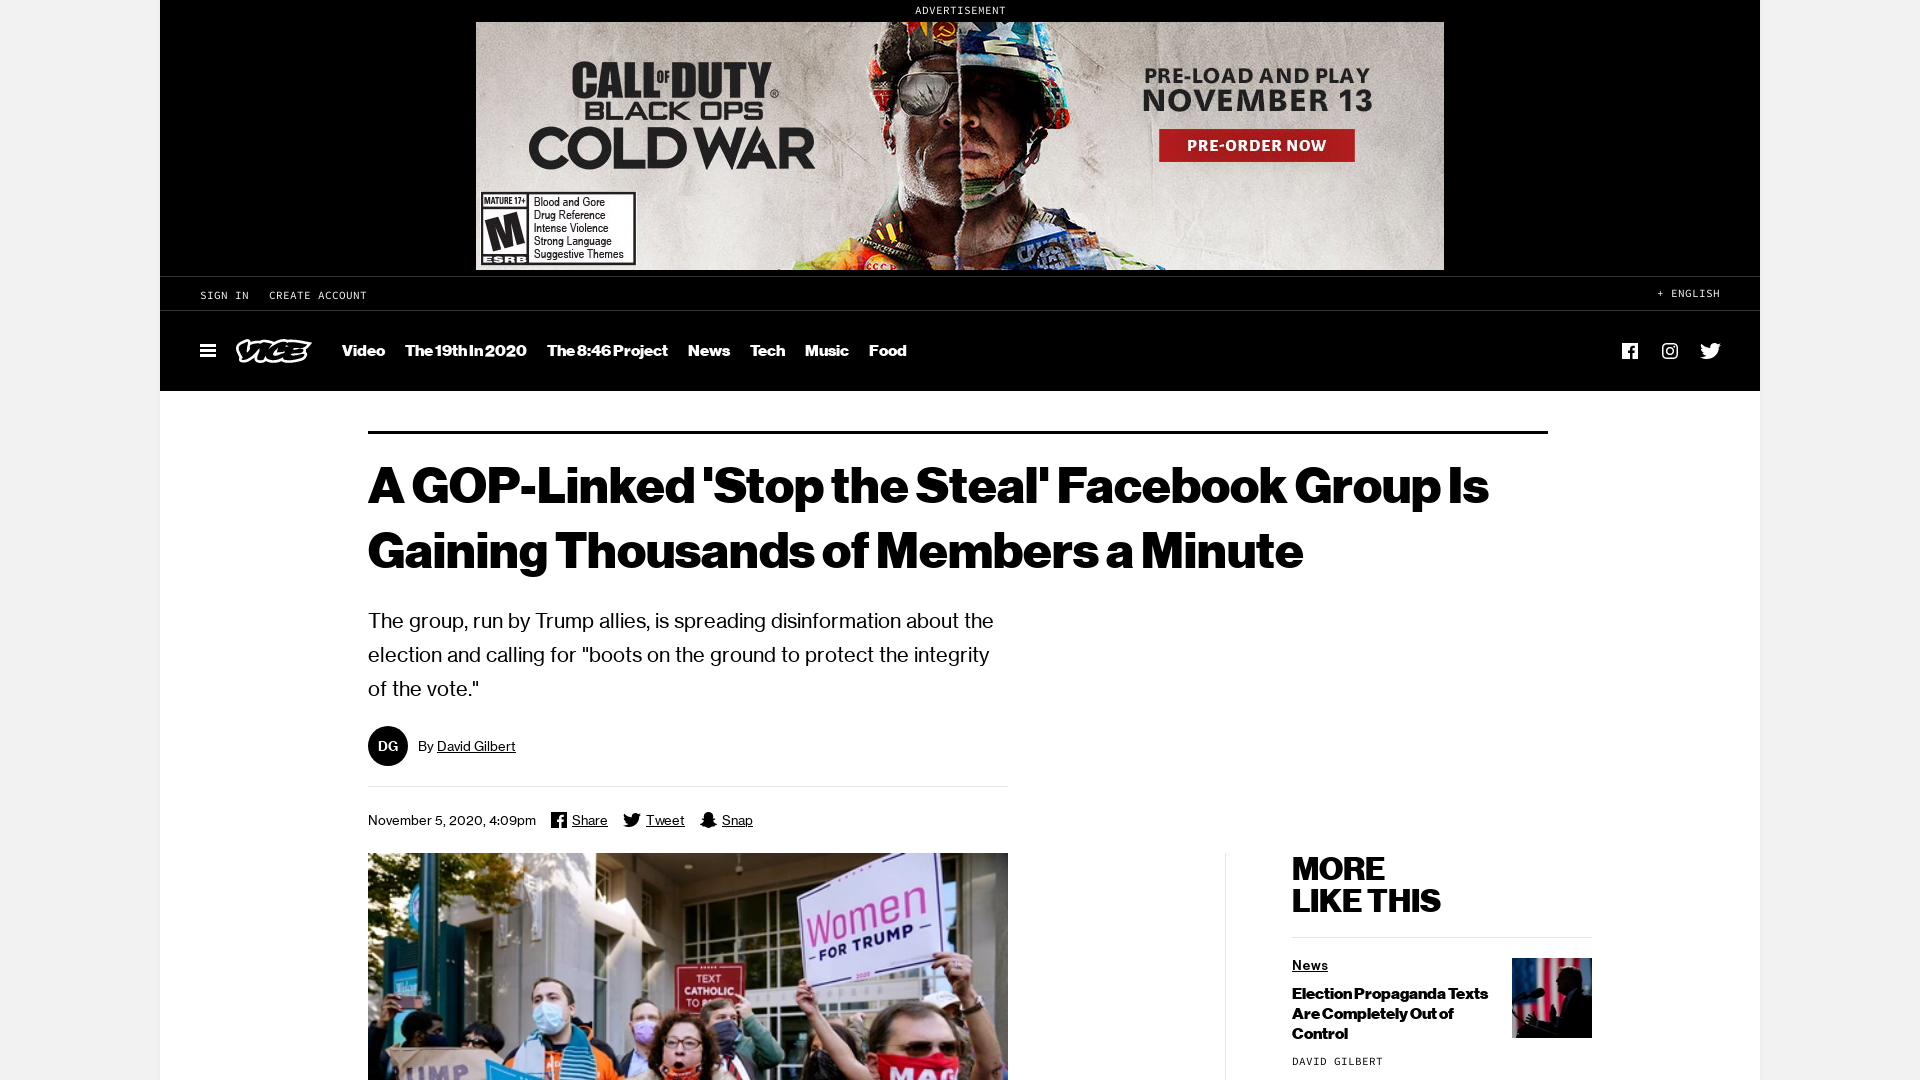 ADVERTISEMENT
CALL OF DUTY®
BLACK OPS
COLD WAR
PRE-LOAD AND PLAY
NOVEMBER 13
PRE-ORDER NOW
MATURE 17+
M
ESRB
Blood and Gore
Drug Reference
Intense Violence
Strong Language
Suggestive Themes
SIGN IN CREATE ACCOUNT
+ ENGLISH
VICE
Video The 19th In 2020 The 8:46 Project News Tech Music Food
A GOP-Linked 'Stop the Steal' Facebook Group Is
Gaining Thousands of Members a Minute
The group, run by Trump allies, is spreading disinformation about the
election and calling for "boots on the ground to protect the integrity
of the vote."
DG By David Gilbert
November 5, 2020, 4:09pm Share Tweet Snap
Women
FOR TRUMP
2020
TEXT
CATHOLIC
TO
MAG
MORE
LIKE THIS
News
Election Propaganda Texts
Are Completely Out of
Control
DAVID GILBERT